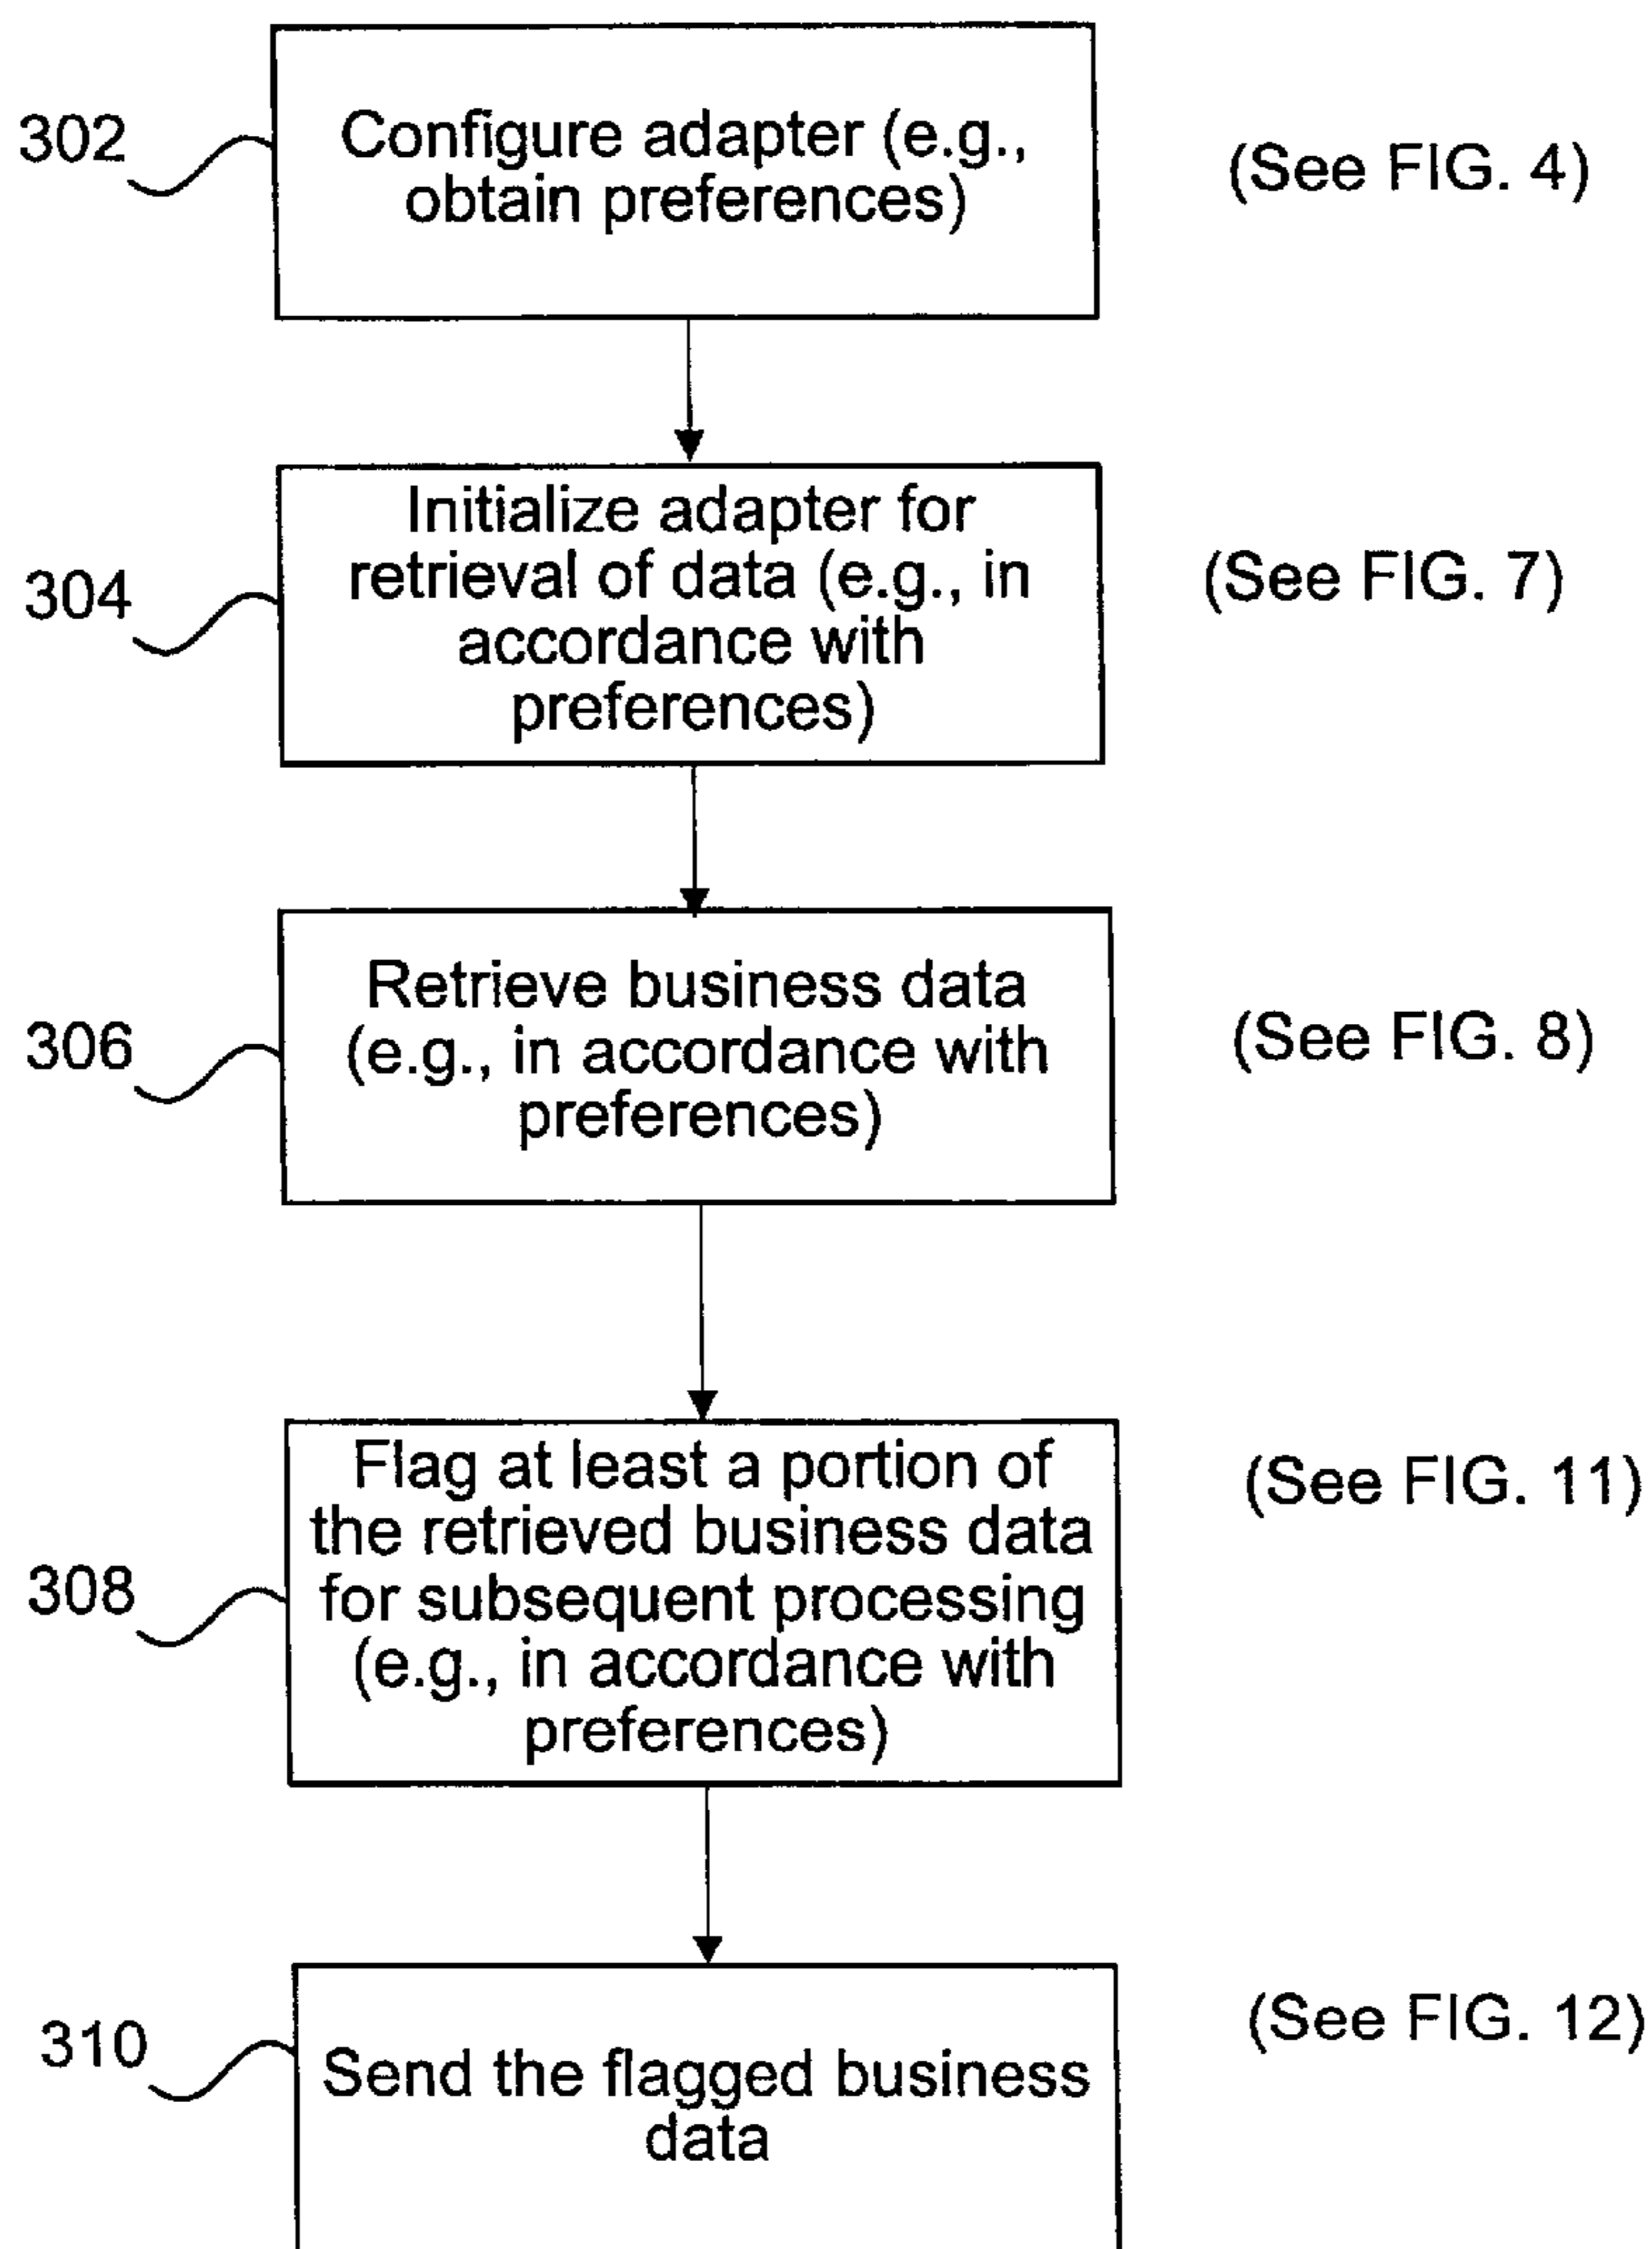 302
Configure adapter (e.g.,
obtain preferences)
(See FIG. 4)
304
Initialize adapter for
retrieval of data (e.g., in
accordance with
preferences)
(See FIG. 7)
306
Retrieve business data
(e.g., in accordance with
preferences)
(See FIG. 8)
308
Flag at least a portion of
the retrieved business data
for subsequent processing
(e.g., in accordance with
preferences)
(See FIG. 11)
310
Send the flagged business
data
(See FIG. 12)